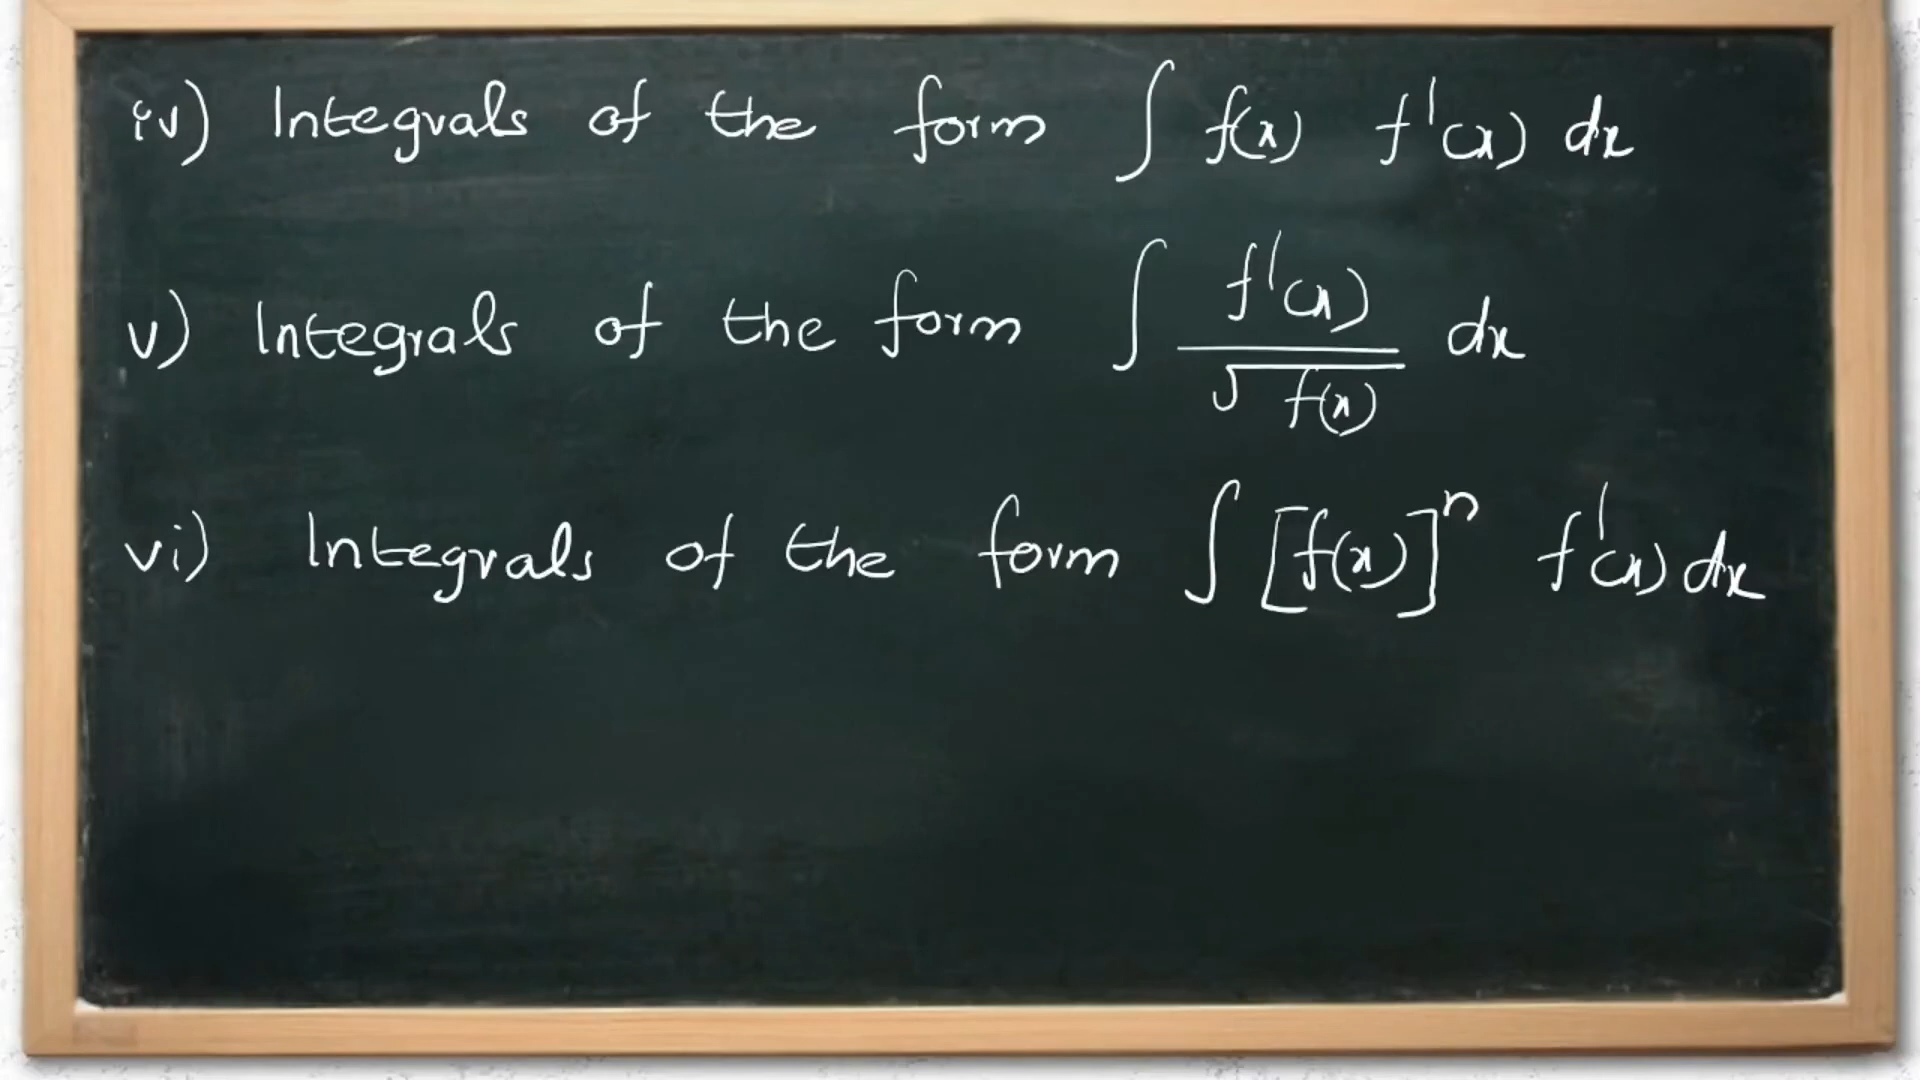 iv) Integrals of the form ∫ f(x) f'(x) dx
v) Integrals of the form ∫ f'(x) / √f(x) dx
vi) Integrals of the form ∫ [f(x)]ⁿ f'(x) dx